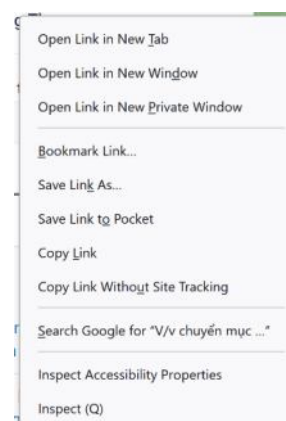 Open Link in New Tab
Open Link in New Window
Open Link in New Private Window
Bookmark Link...
Save Link As...
Save Link to Pocket
Copy Link
Copy Link Without Site Tracking
Search Google for “V/v chuyển mục ...”
Inspect Accessibility Properties
Inspect (Q)